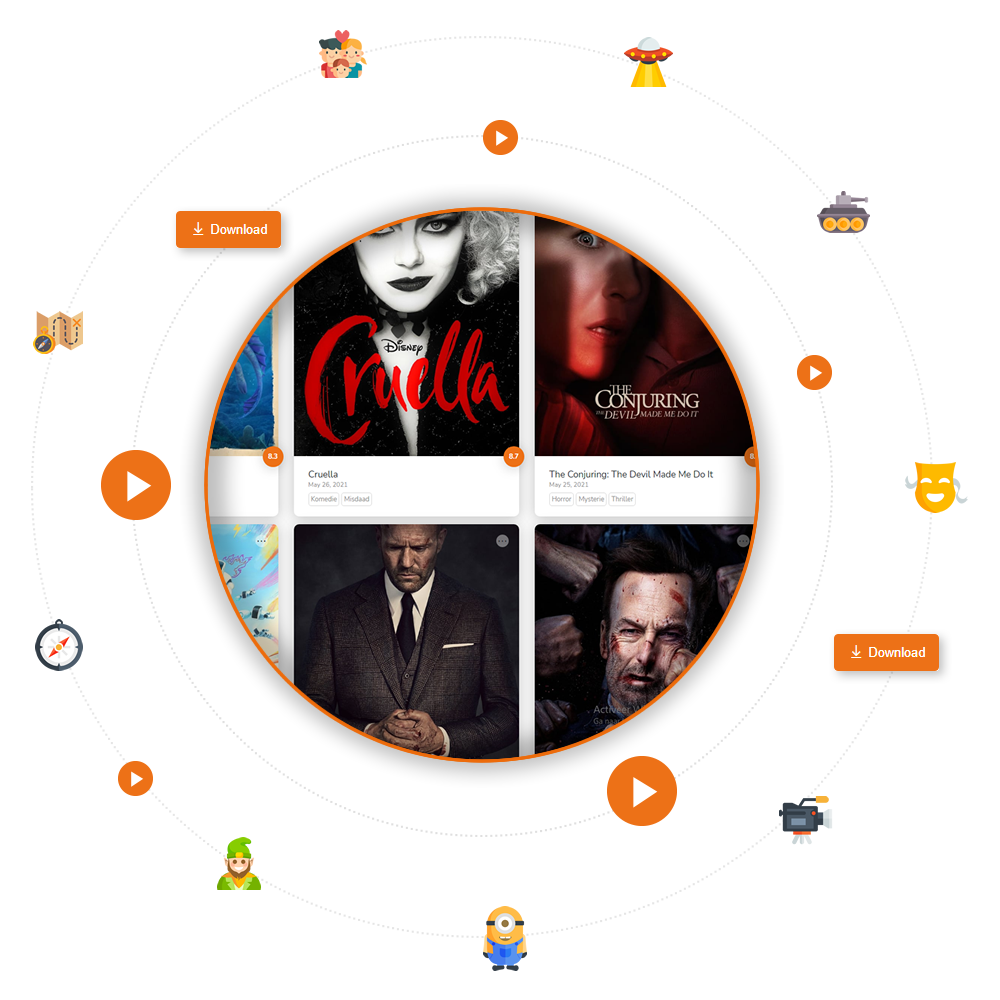 Download
DISNEY
Cruella
THE
CONJURING
THE DEVIL MADE ME DO IT
8.3
8.7
8.
Cruella
May 26, 2021
Komedie Misdaad
The Conjuring: The Devil Made Me Do It
May 25, 2021
Horror Mysterie Thriller
Download
Activeer W
Ga naar